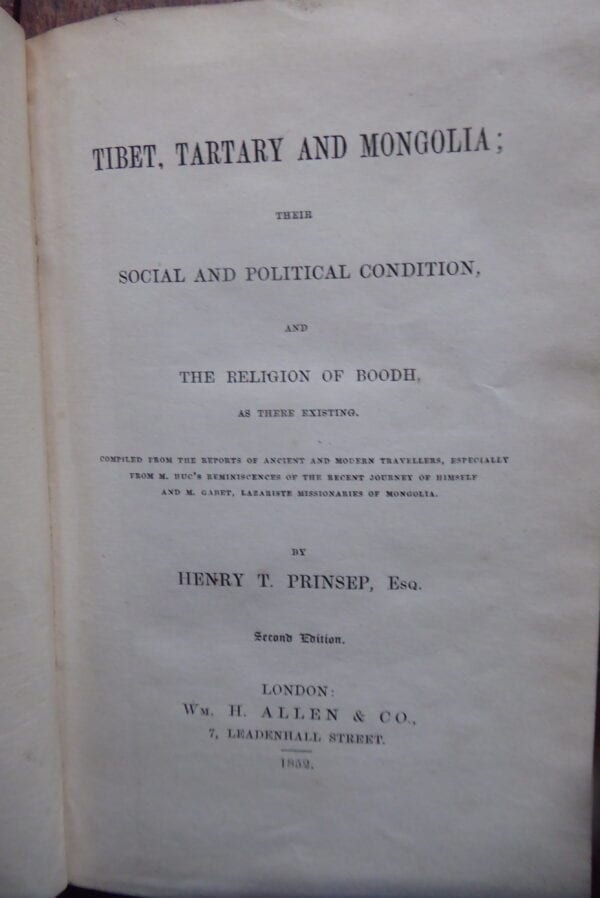 TIBET, TARTARY AND MONGOLIA;
THEIR
SOCIAL AND POLITICAL CONDITION,
AND
THE RELIGION OF BOODH,
AS THERE EXISTING.
COMPILED FROM THE REPORTS OF ANCIENT AND MODERN TRAVELLERS, ESPECIALLY
FROM M. HUC'S REMINISCENCES OF THE RECENT JOURNEY OF HIMSELF
AND M. GABET, LAZARISTE MISSIONARIES OF MONGOLIA.
BY
HENRY T. PRINSEP, Esq.
Second Edition.
LONDON:
Wm. H. ALLEN & CO.,
7, LEADENHALL STREET.
1852.